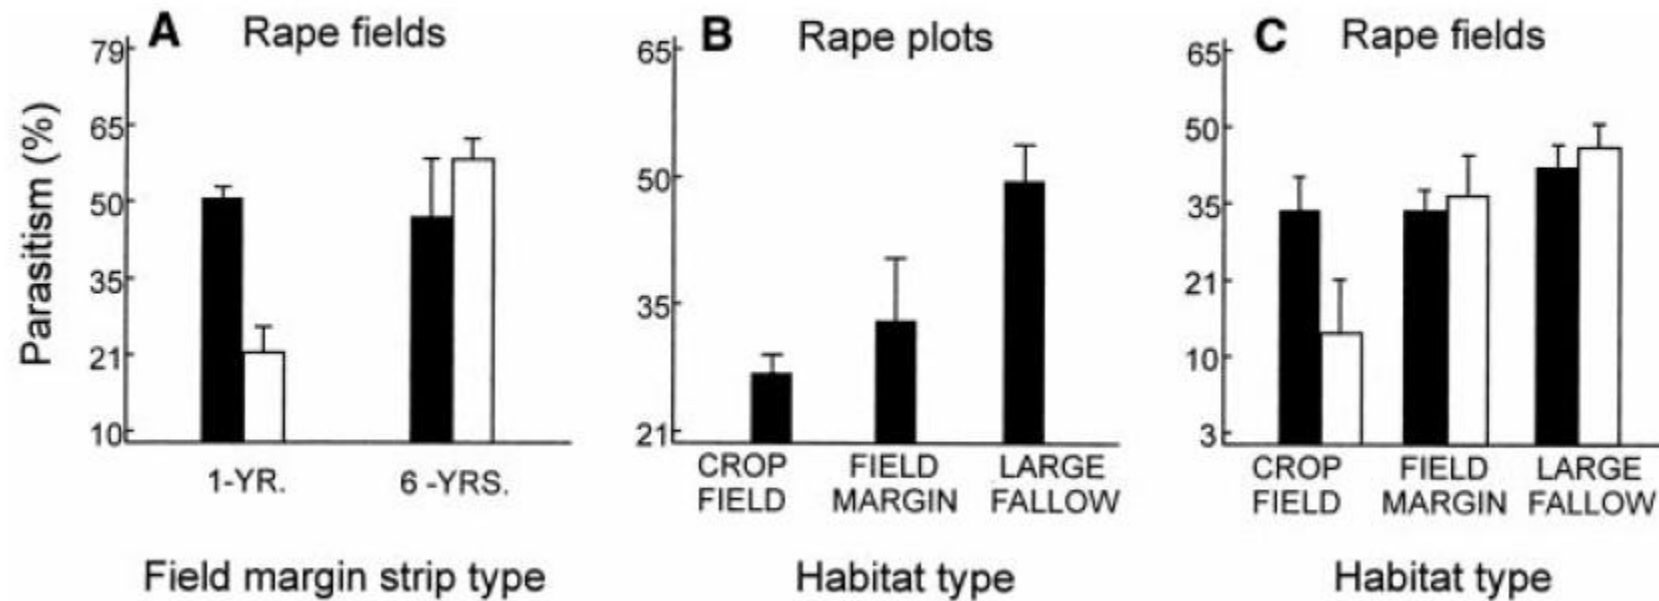 A Rape fields
Parasitism (%)
79
65
50
35
21
10
1-YR. 6 -YRS.
Field margin strip type
B Rape plots
65
50
35
21
CROP FIELD LARGE
FIELD MARGIN FALLOW
Habitat type
C Rape fields
65
50
35
21
10
3
CROP FIELD LARGE
FIELD MARGIN FALLOW
Habitat type